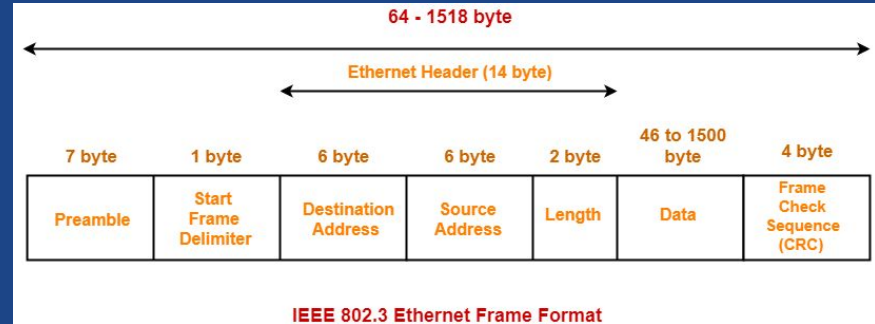 64 - 1518 byte
Ethernet Header (14 byte)
7 byte
1 byte
6 byte
6 byte
2 byte
46 to 1500
byte
4 byte
Preamble
Start
Frame
Delimiter
Destination
Address
Source
Address
Length
Data
Frame
Check
Sequence
(CRC)
IEEE 802.3 Ethernet Frame Format